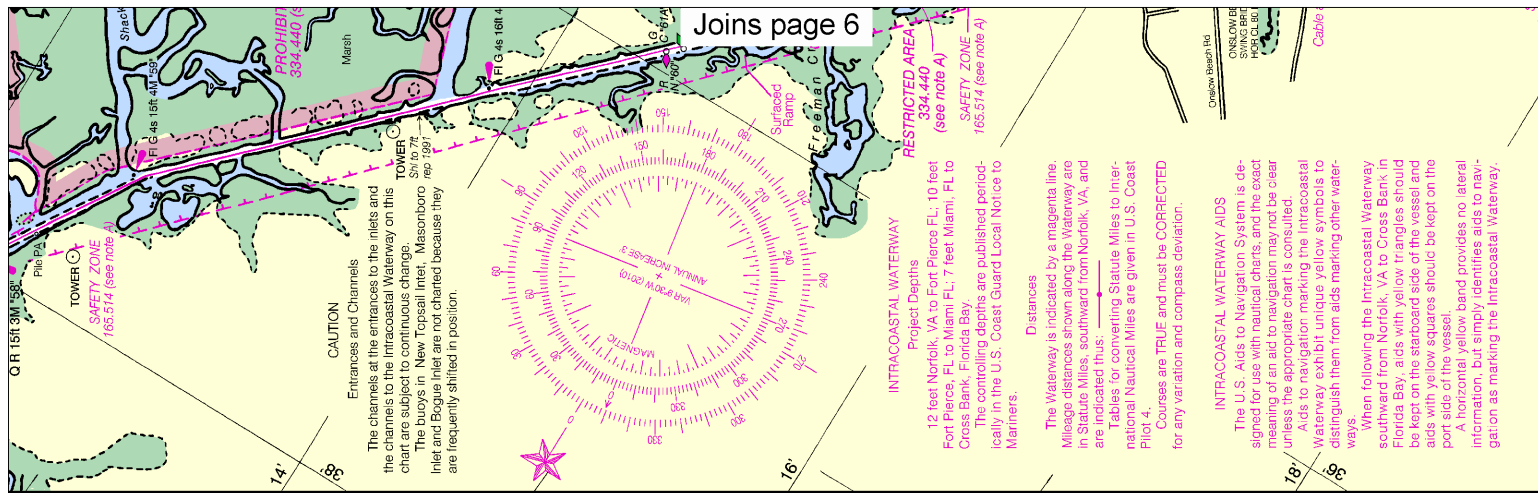 Joins page 6
Shack
Marsh
PROHIBIT
334.440 (s
Fl G 4s 16ft 4
G
C "61A"
R
N "60"
Fl G 4s 15ft 4M "59"
TOWER
Shl to 7ft
rep 1991
Surfaced
Ramp
Freeman C
RESTRICTED AREA
334.440
(see note A)
SAFETY ZONE
165.514 (see note A)
Onslow Beach Rd
ONSLOW B
SWING BRID
HOR CL 80
Cable a
Pile PA
TOWER
SAFETY ZONE
165.514 (see note A)
Q R 15ft 3M "58"
CAUTION
Entrances and Channels
The channels at the entrances to the inlets and
the channels to the Intracoastal Waterway on this
chart are subject to continuous change.
The buoys in New Topsail Intet, Masonboro
Inlet and Bogue Inlet are not charted because they
are frequently shifted in position.
VAR 8°30'W (2010)
ANNUAL INCREASE 3'
MAGNETIC
INTRACOASTAL WATERWAY
Project Depths
12 feet Norfolk, VA to Fort Pierce FL; 10 feet
Fort Pierce, FL to Miami FL; 7 feet Miami, FL to
Cross Bank, Florida Bay.
The controlling depths are published period-
ically in the U.S. Coast Guard Local Notice to
Mariners.
Distances
The Waterway is indicated by a magenta line.
Mileage distances shown along the Waterway are
in Statute Miles, southward from Norfolk, VA, and
are indicated thus:
Tables for converting Statute Miles to Inter-
national Nautical Miles are given in U.S. Coast
Pilot 4.
Courses are TRUE and must be CORRECTED
for any variation and compass deviation.
INTRACOASTAL WATERWAY AIDS
The U.S. Aids to Navigation System is de-
signed for use with nautical charts, and the exact
meaning of an aid to navigation may not be clear
unless the appropriate chart is consulted.
Aids to navigation marking the Intracoastal
Waterway exhibit unique yellow symbols to
distinguish them from aids marking other water-
ways.
When following the Intracoastal Waterway
southward from Norfolk, VA to Cross Bank in
Florida Bay, aids with yellow triangles should
be kept on the starboard side of the vessel and
aids with yellow squares should be kept on the
port side of the vessel.
A horizontal yellow band provides no lateral
information, but simply identifies aids to navi-
gation as marking the Intracoastal Waterway.
14'
38'
16'
18'
36'